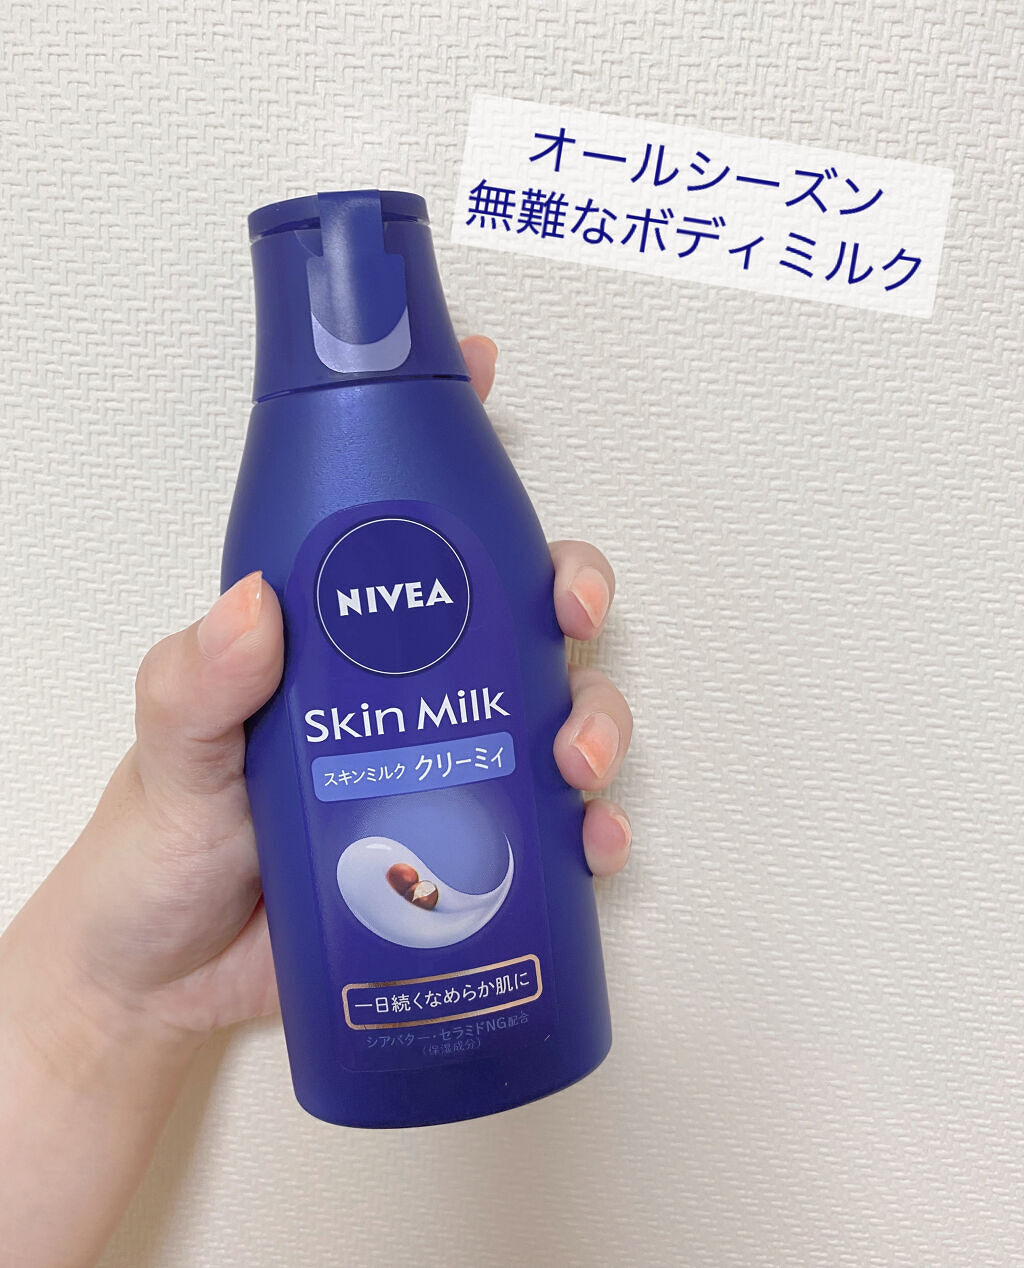 オールシーズン
無難なボディミルク
NIVEA
Skin Milk
スキンミルク クリーミィ
一日続くなめらか肌に
シアバター・セラミドNG配合
(保湿成分)